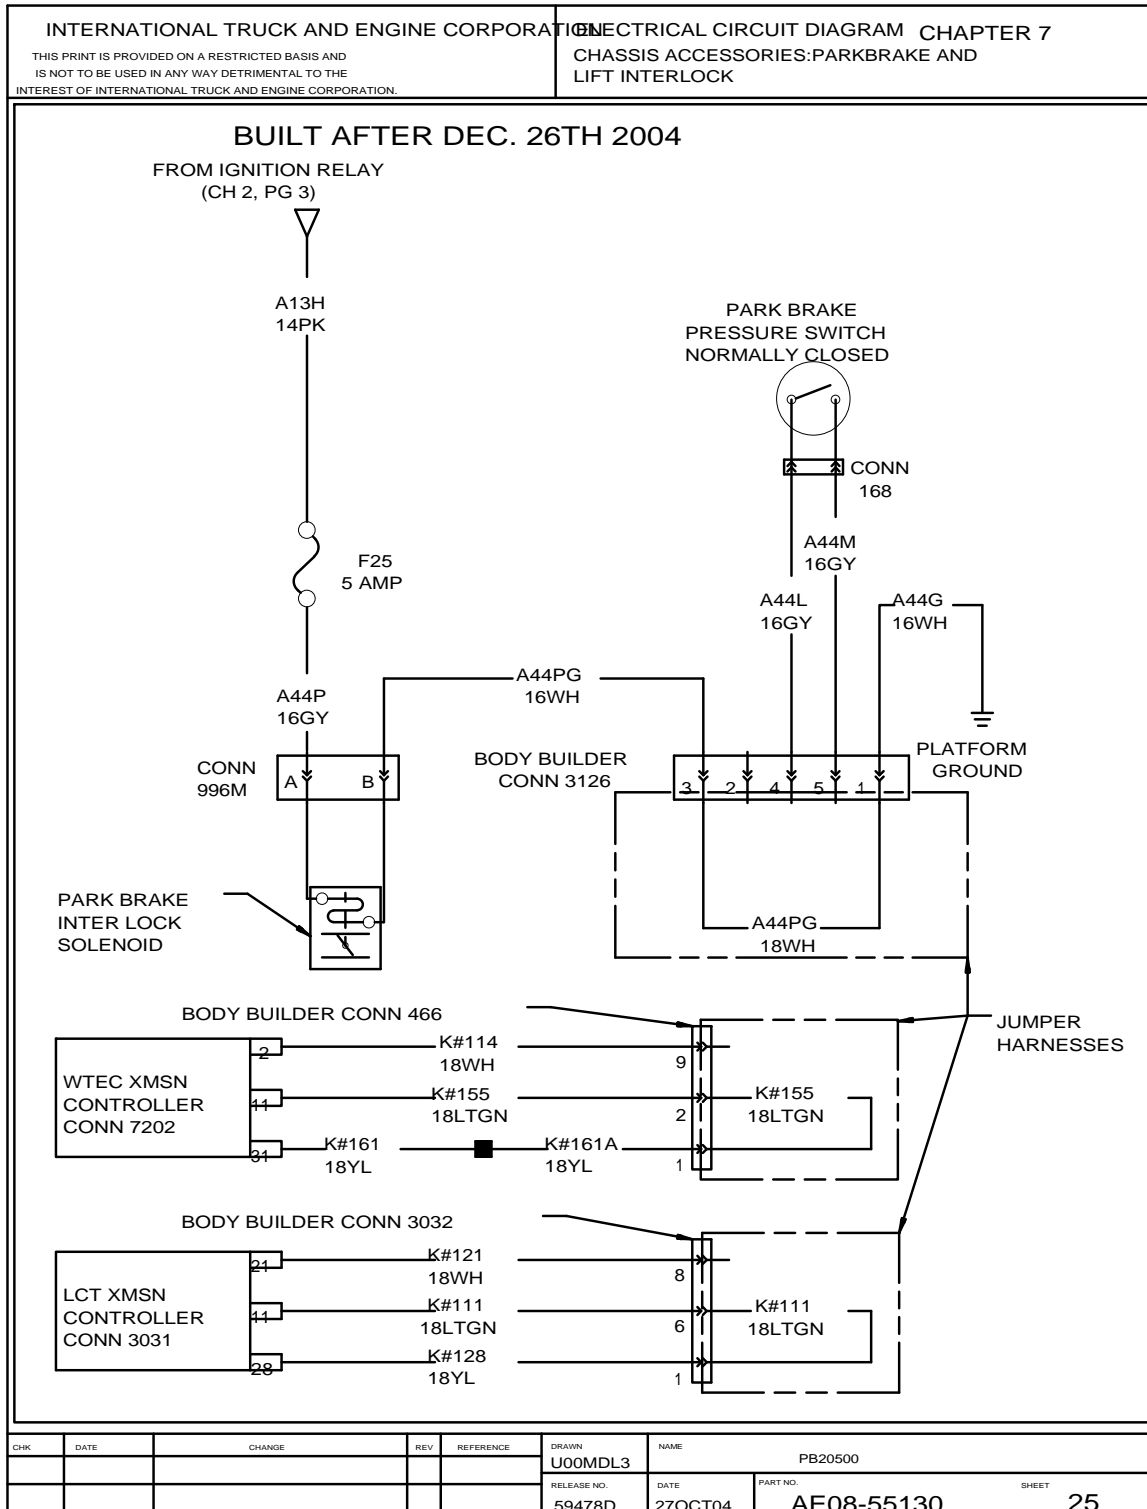 INTERNATIONAL TRUCK AND ENGINE CORPORATION
THIS PRINT IS PROVIDED ON A RESTRICTED BASIS AND
IS NOT TO BE USED IN ANY WAY DETRIMENTAL TO THE
INTEREST OF INTERNATIONAL TRUCK AND ENGINE CORPORATION.
ELECTRICAL CIRCUIT DIAGRAM CHAPTER 7
CHASSIS ACCESSORIES:PARKBRAKE AND
LIFT INTERLOCK
BUILT AFTER DEC. 26TH 2004
FROM IGNITION RELAY
(CH 2, PG 3)
A13H
14PK
PARK BRAKE
PRESSURE SWITCH
NORMALLY CLOSED
CONN
168
A44M
16GY
F25
5 AMP
A44L
16GY
A44G
16WH
A44PG
16WH
A44P
16GY
PLATFORM
GROUND
BODY BUILDER
CONN 3126
CONN
996M
A
B
3
2
4
5
1
PARK BRAKE
INTER LOCK
SOLENOID
A44PG
18WH
BODY BUILDER CONN 466
JUMPER
HARNESSES
WTEC XMSN
CONTROLLER
CONN 7202
2
K#114
18WH
9
11
K#155
18LTGN
2
K#155
18LTGN
31
K#161
18YL
K#161A
18YL
1
BODY BUILDER CONN 3032
LCT XMSN
CONTROLLER
CONN 3031
21
K#121
18WH
8
11
K#111
18LTGN
6
K#111
18LTGN
28
K#128
18YL
1
CHK DATE CHANGE REV REFERENCE
DRAWN
U00MDL3
NAME
PB20500
RELEASE NO.
59478D
DATE
27OCT04
PART NO.
AE08-55130
SHEET
25